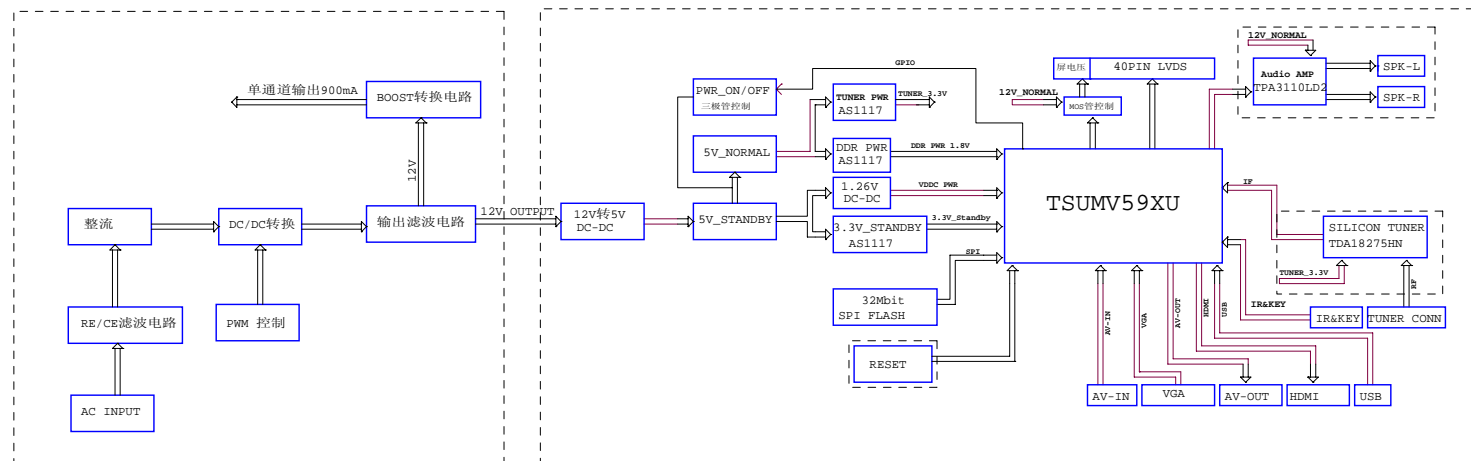 单通道输出900mA
BOOST转换电路
12V
整流
DC/DC转换
输出滤波电路
12V_OUTPUT
RE/CE滤波电路
PWM 控制
AC INPUT
12V转5V
DC-DC
PWR_ON/OFF
三极管控制
GPIO
5V_NORMAL
5V_STANDBY
TUNER PWR
AS1117
TUNER_3.3V
DDR PWR
AS1117
DDR PWR 1.8V
1.26V
DC-DC
VDDC PWR
3.3V_STANDBY
AS1117
3.3V_Standby
SPI
32Mbit
SPI FLASH
RESET
屏电压
40PIN LVDS
12V_NORMAL
MOS管控制
TSUMV59XU
12V_NORMAL
Audio AMP
TPA3110LD2
SPK-L
SPK-R
IF
SILICON TUNER
TDA18275HN
TUNER_3.3V
RF
IR&KEY
IR&KEY
TUNER CONN
AV-IN
VGA
AV-OUT
HDMI
USB
AV-IN
VGA
AV-OUT
HDMI
USB